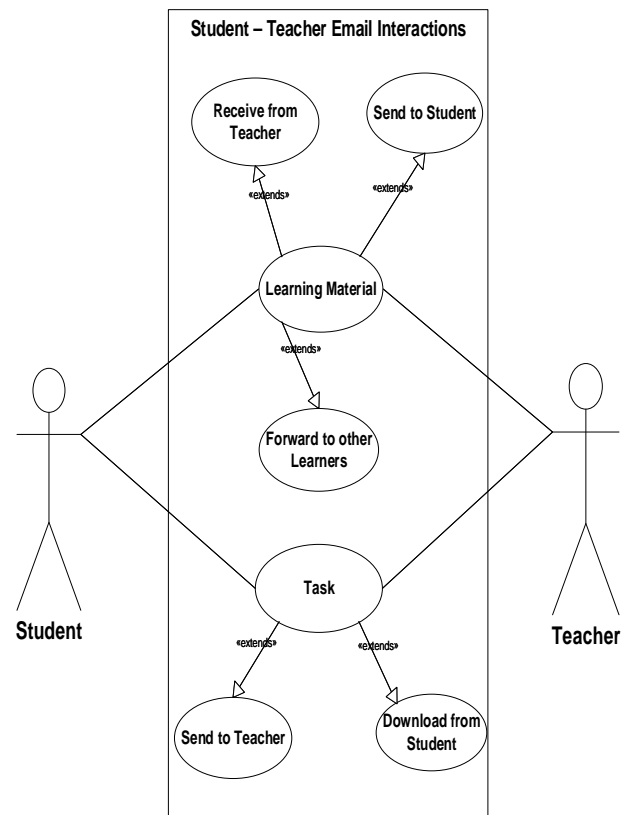 Student – Teacher Email Interactions
Receive from
Teacher
Send to Student
«extends»
«extends»
Learning Material
«extends»
Forward to other
Learners
Task
Student
Teacher
«extends»
«extends»
Send to Teacher
Download from
Student